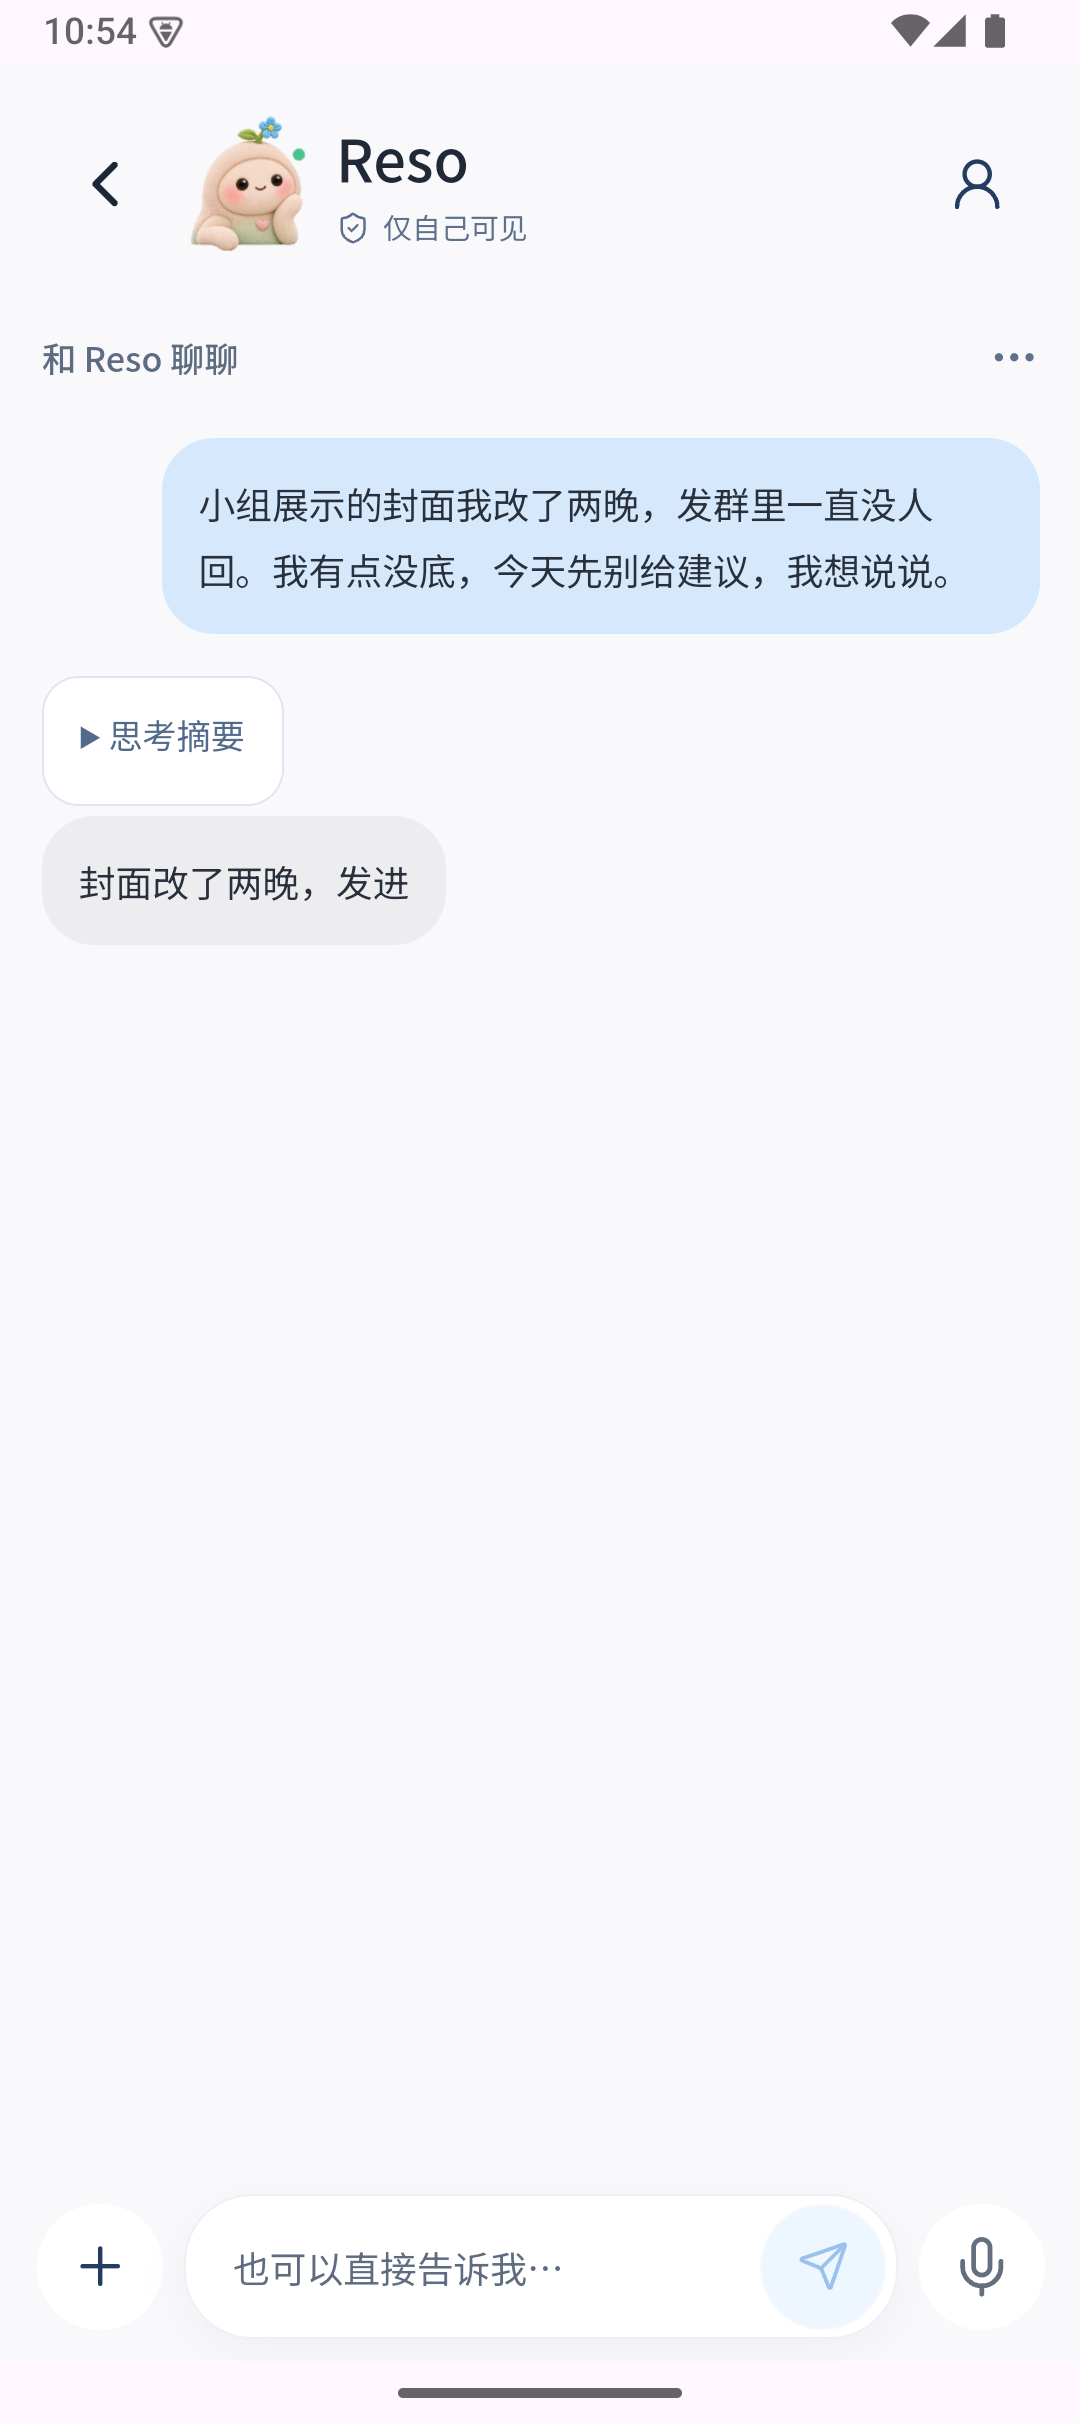 10:54
Reso
仅自己可见
和 Reso 聊聊
小组展示的封面我改了两晚，发群里一直没人
回。我有点没底，今天先别给建议，我想说说。
▶ 思考摘要
封面改了两晚，发进
也可以直接告诉我…